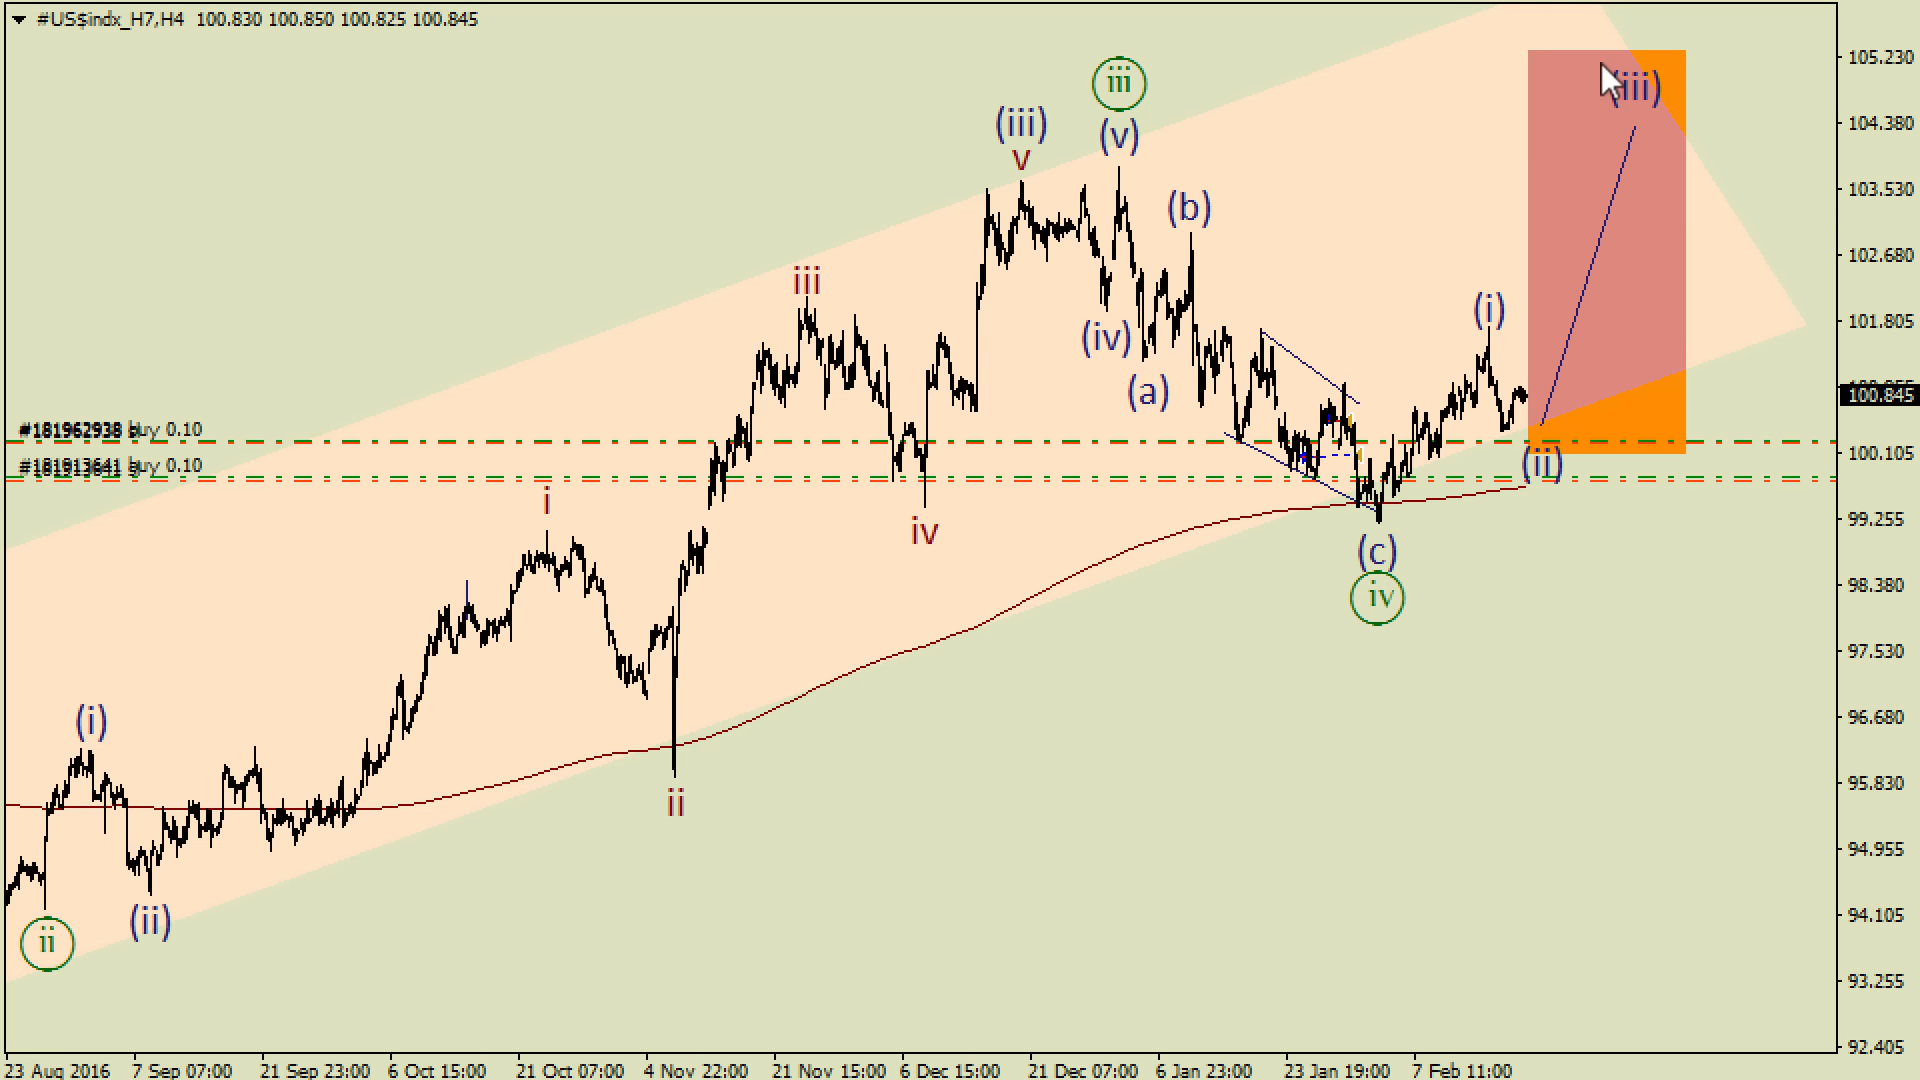 #US$indx_H7,H4 100.830 100.850 100.825 100.845
105.230
104.380
103.530
102.680
101.805
100.845
100.105
99.255
98.380
97.530
96.680
95.830
94.955
94.105
93.255
92.405
iii
(iii)
(v)
v
(iii)
(b)
iii
(i)
(iv)
(a)
#181962938 buy 0.10
#181913641 buy 0.10
(ii)
i
iv
(c)
iv
(i)
ii
(ii)
ii
23 Aug 2016 7 Sep 07:00 21 Sep 23:00 6 Oct 15:00 21 Oct 07:00 4 Nov 22:00 21 Nov 15:00 6 Dec 15:00 21 Dec 07:00 6 Jan 23:00 23 Jan 19:00 7 Feb 11:00